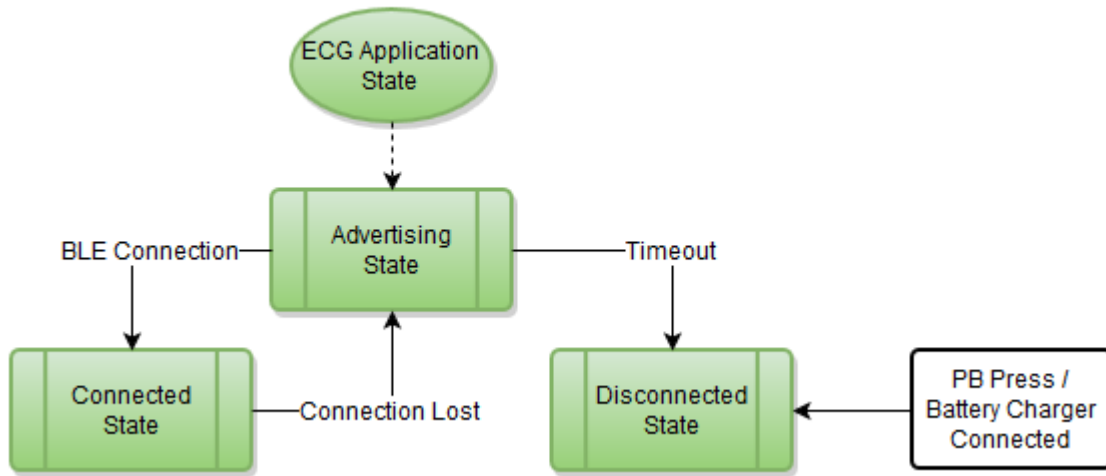 ECG Application
State
Advertising
State
BLE Connection
Timeout
Connected
State
Connection Lost
Disconnected
State
PB Press /
Battery Charger
Connected